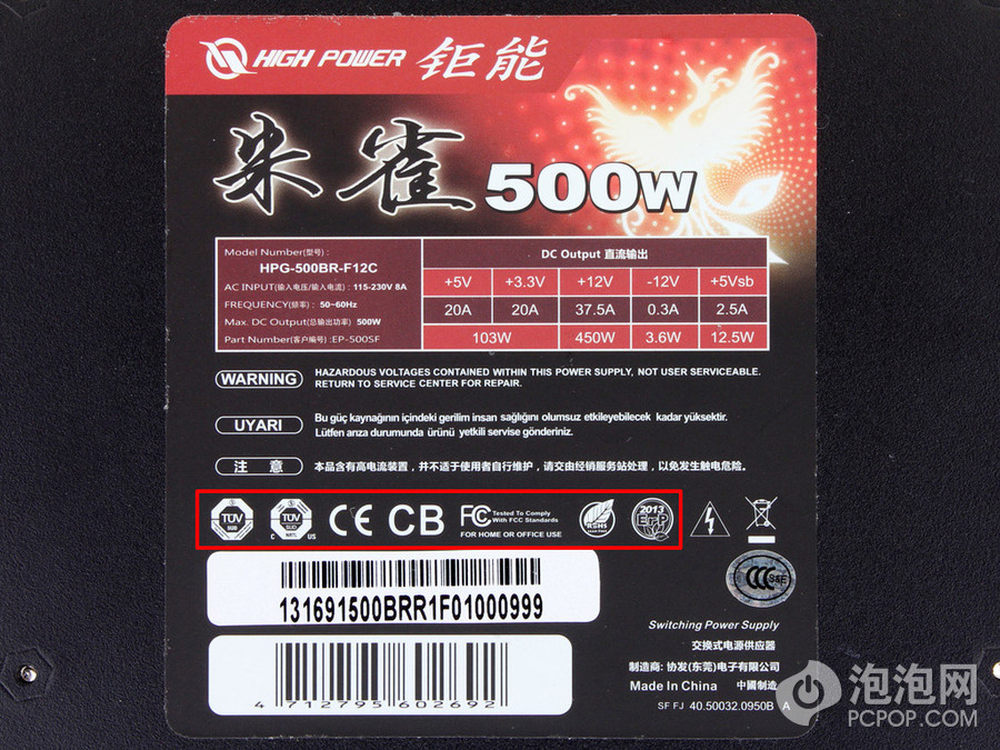 HIGH POWER 钜能
朱雀 500W
Model Number(型号) :
HPG-500BR-F12C
AC INPUT(输入电压/输入电流) : 115-230V 8A
FREQUENCY(频率) : 50~60Hz
Max. DC Output(总输出功率) 500W
Part Number(客户编号) :EP-500SF
DC Output 直流输出
+5V +3.3V +12V -12V +5Vsb
20A 20A 37.5A 0.3A 2.5A
103W 450W 3.6W 12.5W
WARNING HAZARDOUS VOLTAGES CONTAINED WITHIN THIS POWER SUPPLY, NOT USER SERVICEABLE.
RETURN TO SERVICE CENTER FOR REPAIR.
UYARI Bu güç kaynağının içindeki gerilim insan sağlığını olumsuz etkileyebilecek kadar yüksektir.
Lütfen arıza durumunda ürünü yetkili servise gönderiniz.
注 意 本品含有高电流装置，并不适于使用者自行维护，请交由经销服务站处理，以免发生触电危险。
TÜV SUD
TÜV SUD NRTL C US
CE CB FC Tested To Comply
With FCC Standards
FOR HOME OR OFFICE USE
RoHS
2013
ErP
CCC S&E
131691500BRR1F01000999
Switching Power Supply
交换式电源供应器
制造商: 协发(东莞)电子有限公司
Made In China 中國制造
SF FJ 40.50032.0950B A
4 712795 602692
泡泡网
PCPOP.COM